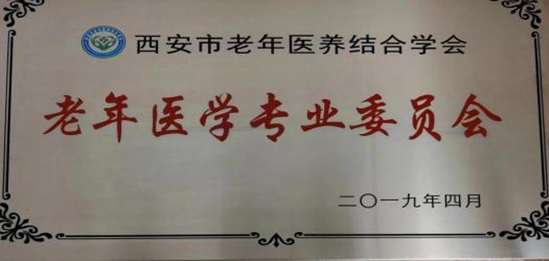 西安市老年医养结合学会
老年医学专业委员会
二〇一九年四月